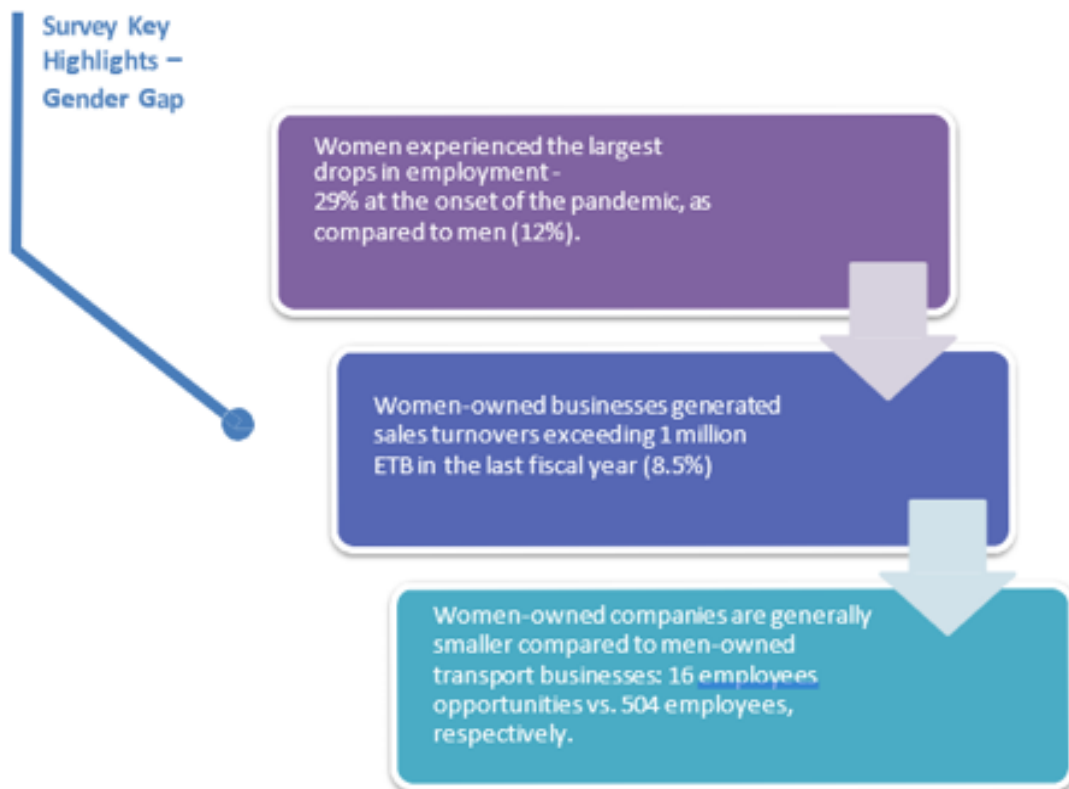 Survey Key
Highlights –
Gender Gap
Women experienced the largest
drops in employment -
29% at the onset of the pandemic, as
compared to men (12%).
Women-owned businesses generated
sales turnovers exceeding 1 million
ETB in the last fiscal year (8.5%)
Women-owned companies are generally
smaller compared to men-owned
transport businesses: 16 employees
opportunities vs. 504 employees,
respectively.